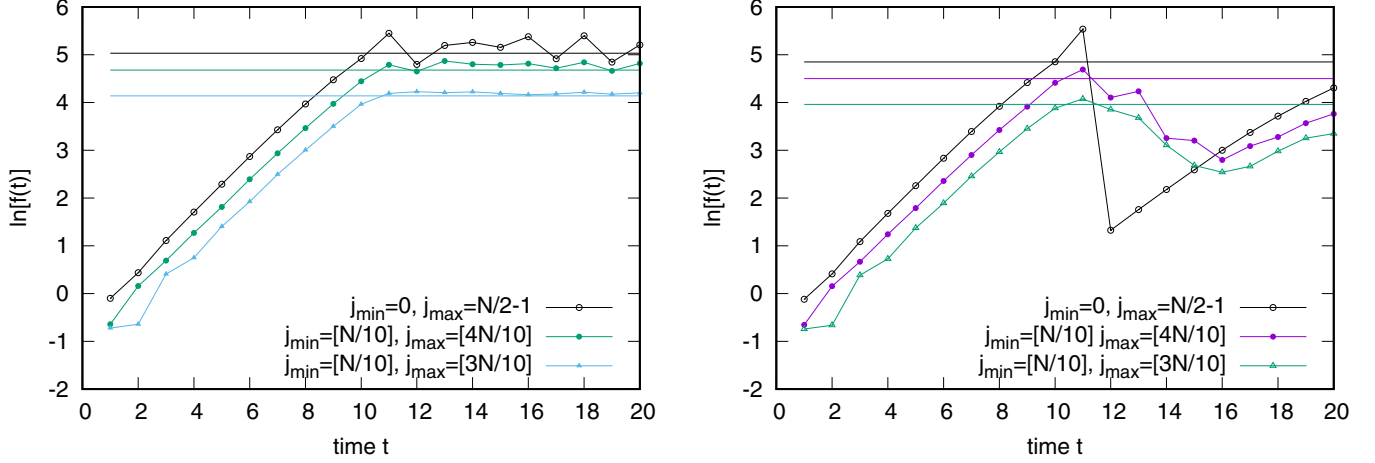 6
5
4
3
2
1
0
-1
-2
ln[f(t)]
j_min=0, j_max=N/2-1
j_min=[N/10], j_max=[4N/10]
j_min=[N/10], j_max=[3N/10]
0 2 4 6 8 10 12 14 16 18 20
time t
6
5
4
3
2
1
0
-1
-2
ln[f(t)]
j_min=0, j_max=N/2-1
j_min=[N/10] j_max=[4N/10]
j_min=[N/10], j_max=[3N/10]
0 2 4 6 8 10 12 14 16 18 20
time t